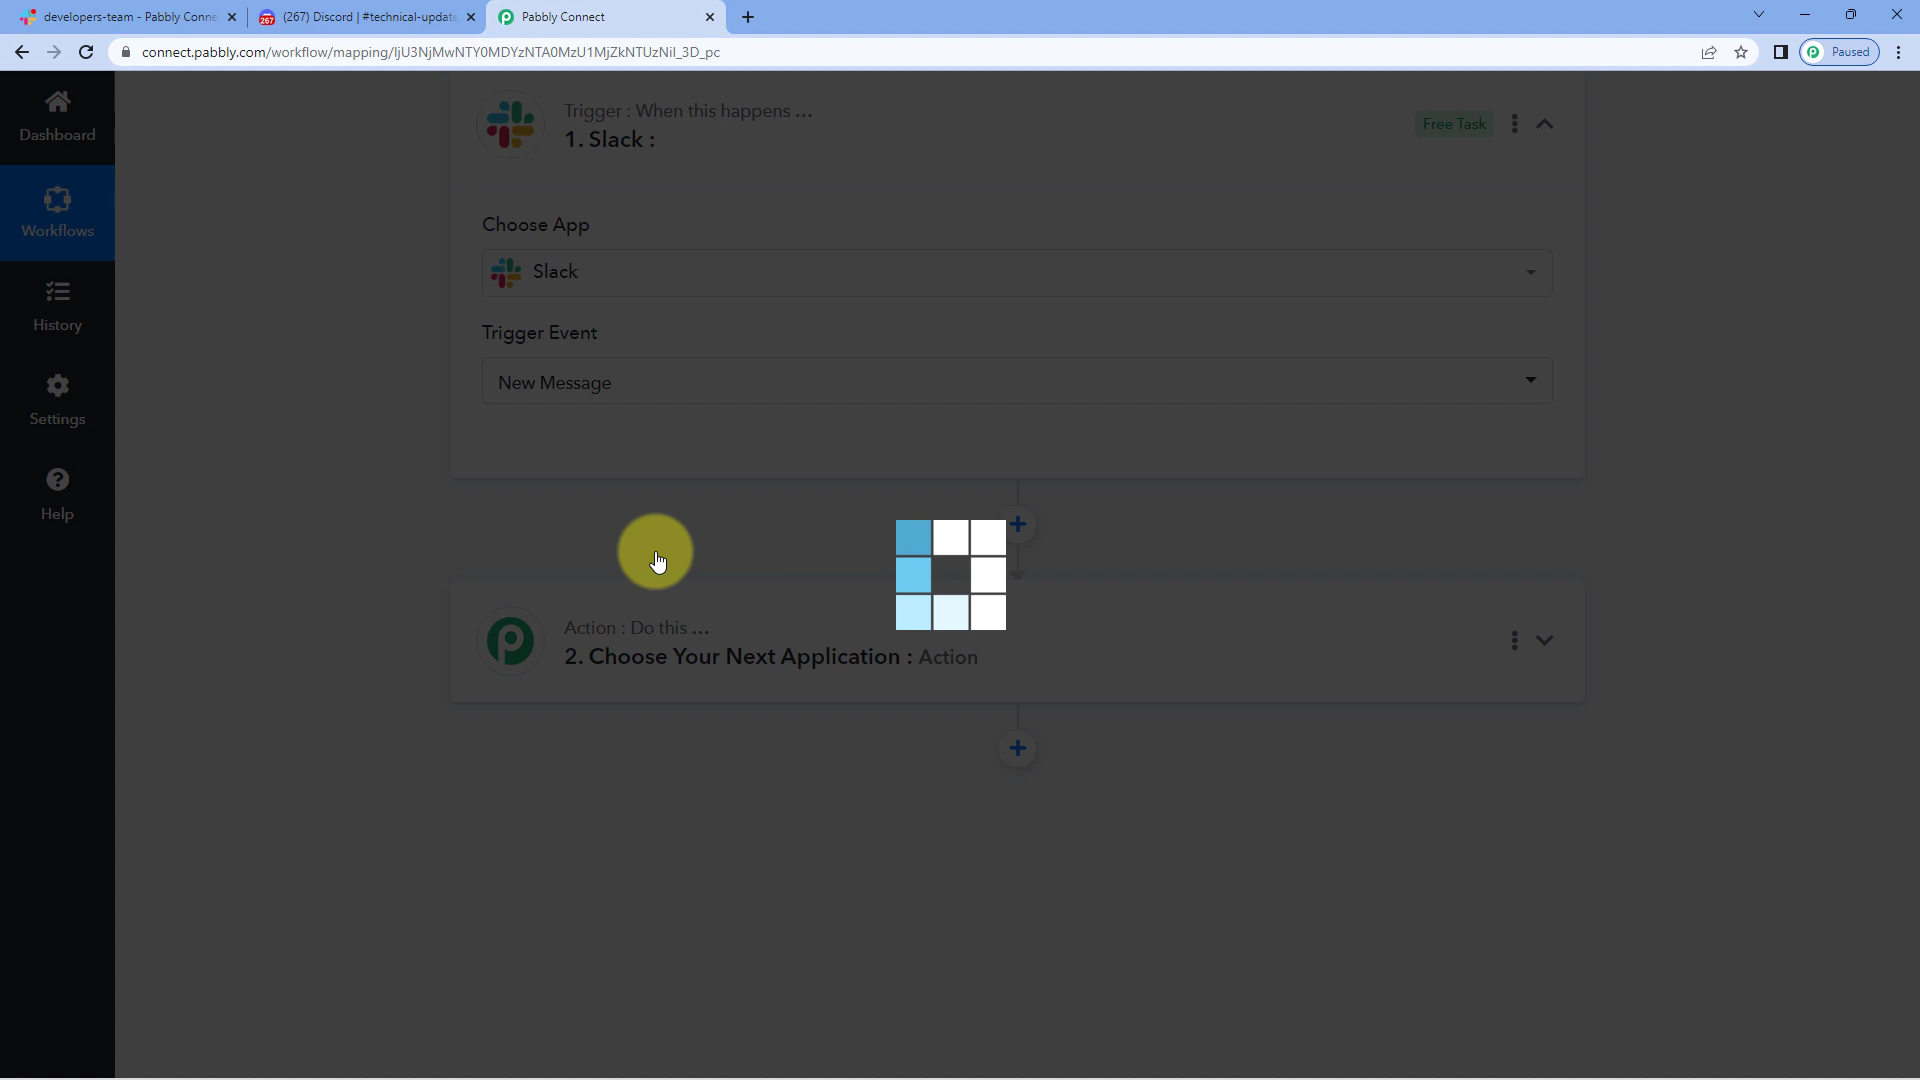 developers-team - Pabbly Conne
(267) Discord | #technical-update
Pabbly Connect
267
connect.pabbly.com/workflow/mapping/IjU3NjMwNTY0MDYzNTA0MzU1MjZkNTUzNiI_3D_pc
Paused
Dashboard
Workflows
History
Settings
Help
Trigger : When this happens ...
1. Slack :
Free Task
Choose App
Slack
Trigger Event
New Message
Action : Do this ...
2. Choose Your Next Application : Action